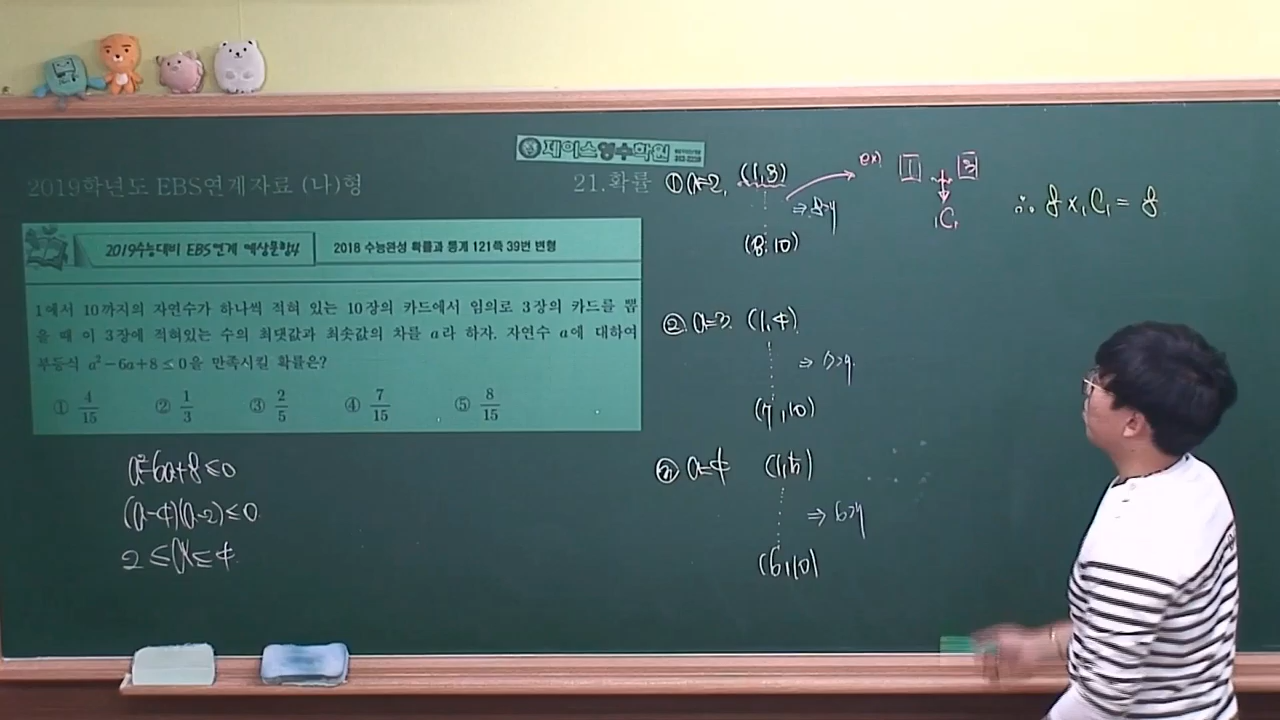 제이스영수학원
2019학년도 EBS연계자료 (나)형
21.확률
2019수능대비 EBS연계 예상문항4
2018 수능완성 확률과 통계 121쪽 39번 변형
1에서 10까지의 자연수가 하나씩 적혀 있는 10장의 카드에서 임의로 3장의 카드를 뽑
을 때 이 3장에 적혀있는 수의 최댓값과 최솟값의 차를 a라 하자. 자연수 a에 대하여
부등식 a²−6a+8≤0을 만족시킬 확률은?
① 4/15 ② 1/3 ③ 2/5 ④ 7/15 ⑤ 8/15
a²-6a+8≤0
(a-4)(a-2)≤0
2≤a≤4
① a=2, (1,3)
⇒ 8개
(8,10)
ex) 1 3
₁C₁
∴ 8×₁C₁= 8
② a=3. (1,4)
⇒ 7개
(7,10)
③ a=4 (1,5)
⇒ 6개
(6,10)